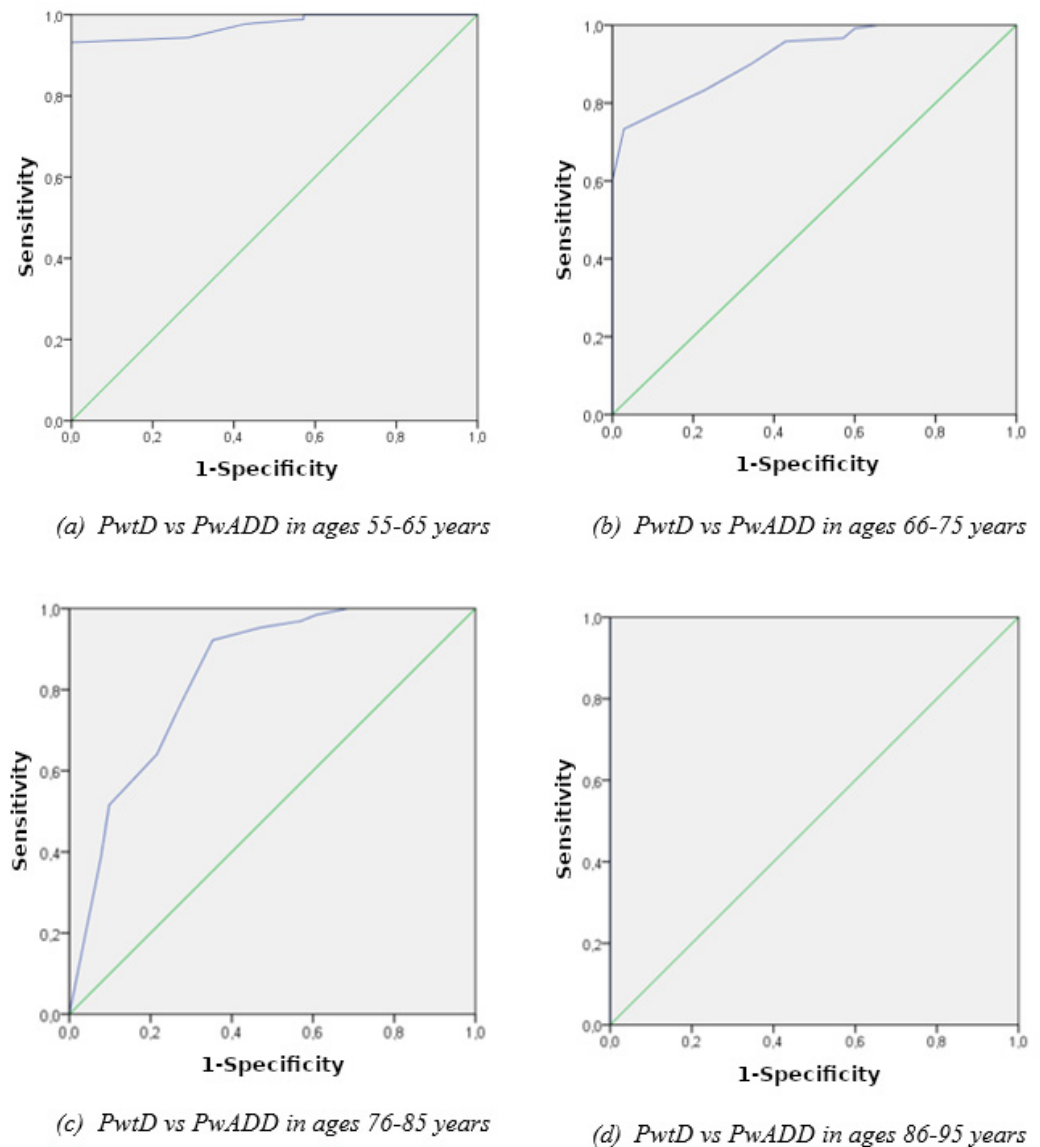 1,0
0,8
0,6
0,4
0,2
0,0
Sensitivity
0,0 0,2 0,4 0,6 0,8 1,0
1-Specificity
(a) PwtD vs PwADD in ages 55-65 years
1,0
0,8
0,6
0,4
0,2
0,0
Sensitivity
0,0 0,2 0,4 0,6 0,8 1,0
1-Specificity
(b) PwtD vs PwADD in ages 66-75 years
1,0
0,8
0,6
0,4
0,2
0,0
Sensitivity
0,0 0,2 0,4 0,6 0,8 1,0
1-Specificity
(c) PwtD vs PwADD in ages 76-85 years
1,0
0,8
0,6
0,4
0,2
0,0
Sensitivity
0,0 0,2 0,4 0,6 0,8 1,0
1-Specificity
(d) PwtD vs PwADD in ages 86-95 years